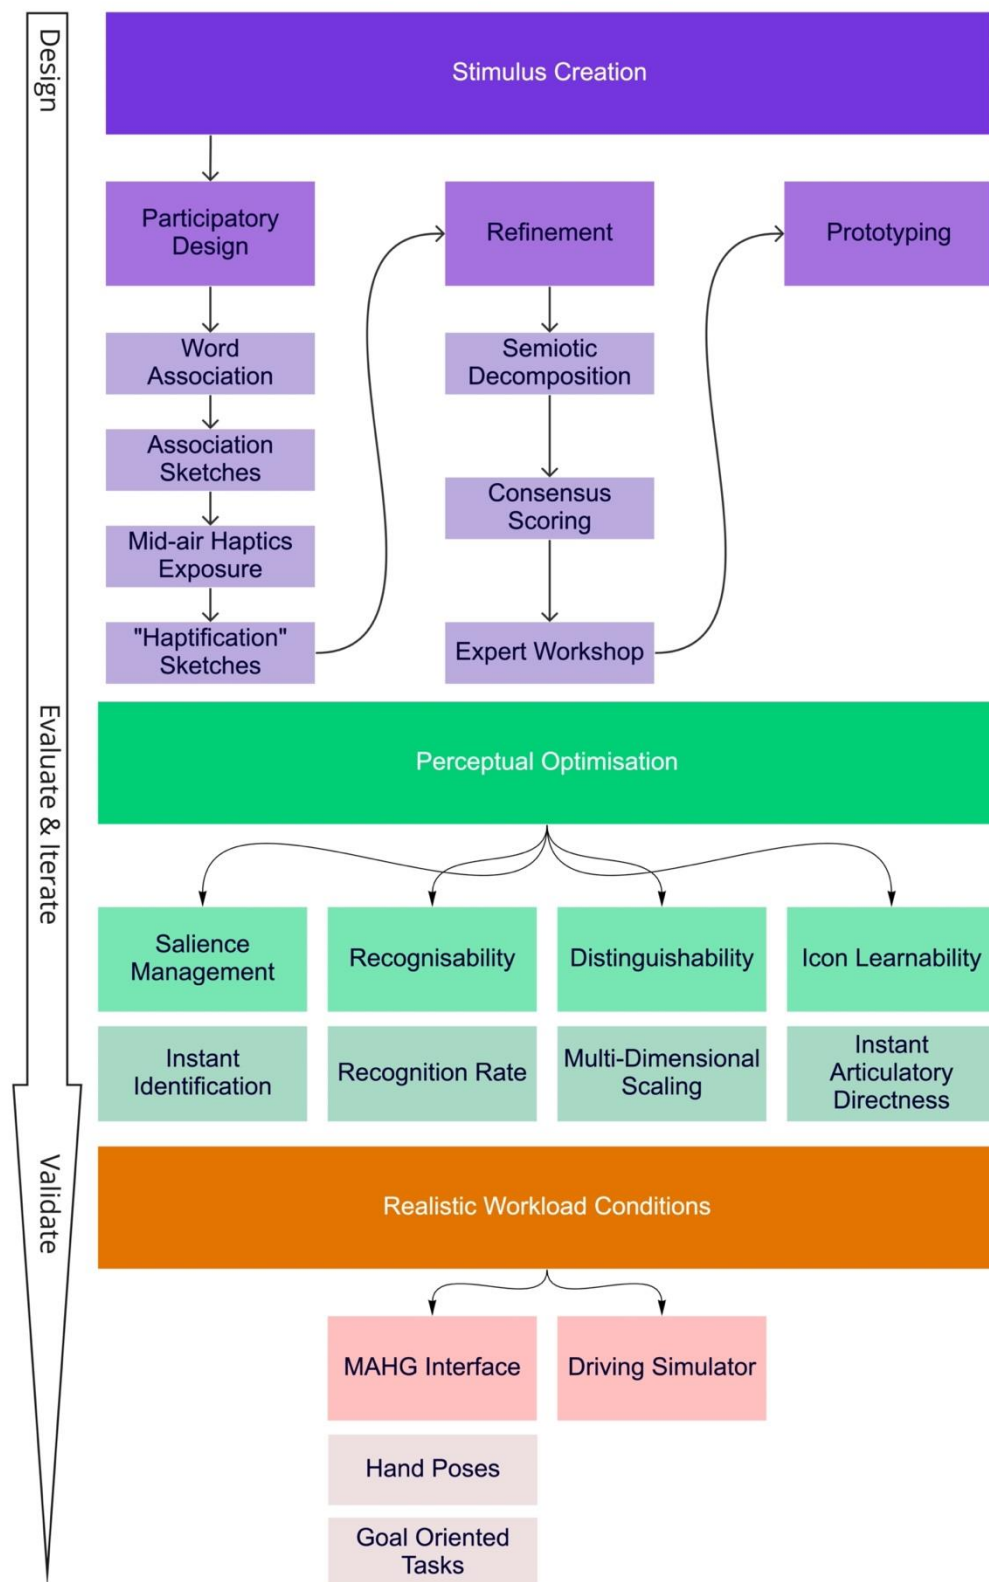 Design
Stimulus Creation
Participatory
Design
Refinement
Prototyping
Word
Association
Semiotic
Decomposition
Association
Sketches
Consensus
Scoring
Mid-air Haptics
Exposure
"Haptification"
Sketches
Expert Workshop
Evaluate & Iterate
Perceptual Optimisation
Salience
Management
Recognisability
Distinguishability
Icon Learnability
Instant
Identification
Recognition Rate
Multi-Dimensional
Scaling
Instant
Articulatory
Directness
Validate
Realistic Workload Conditions
MAHG Interface
Driving Simulator
Hand Poses
Goal Oriented
Tasks